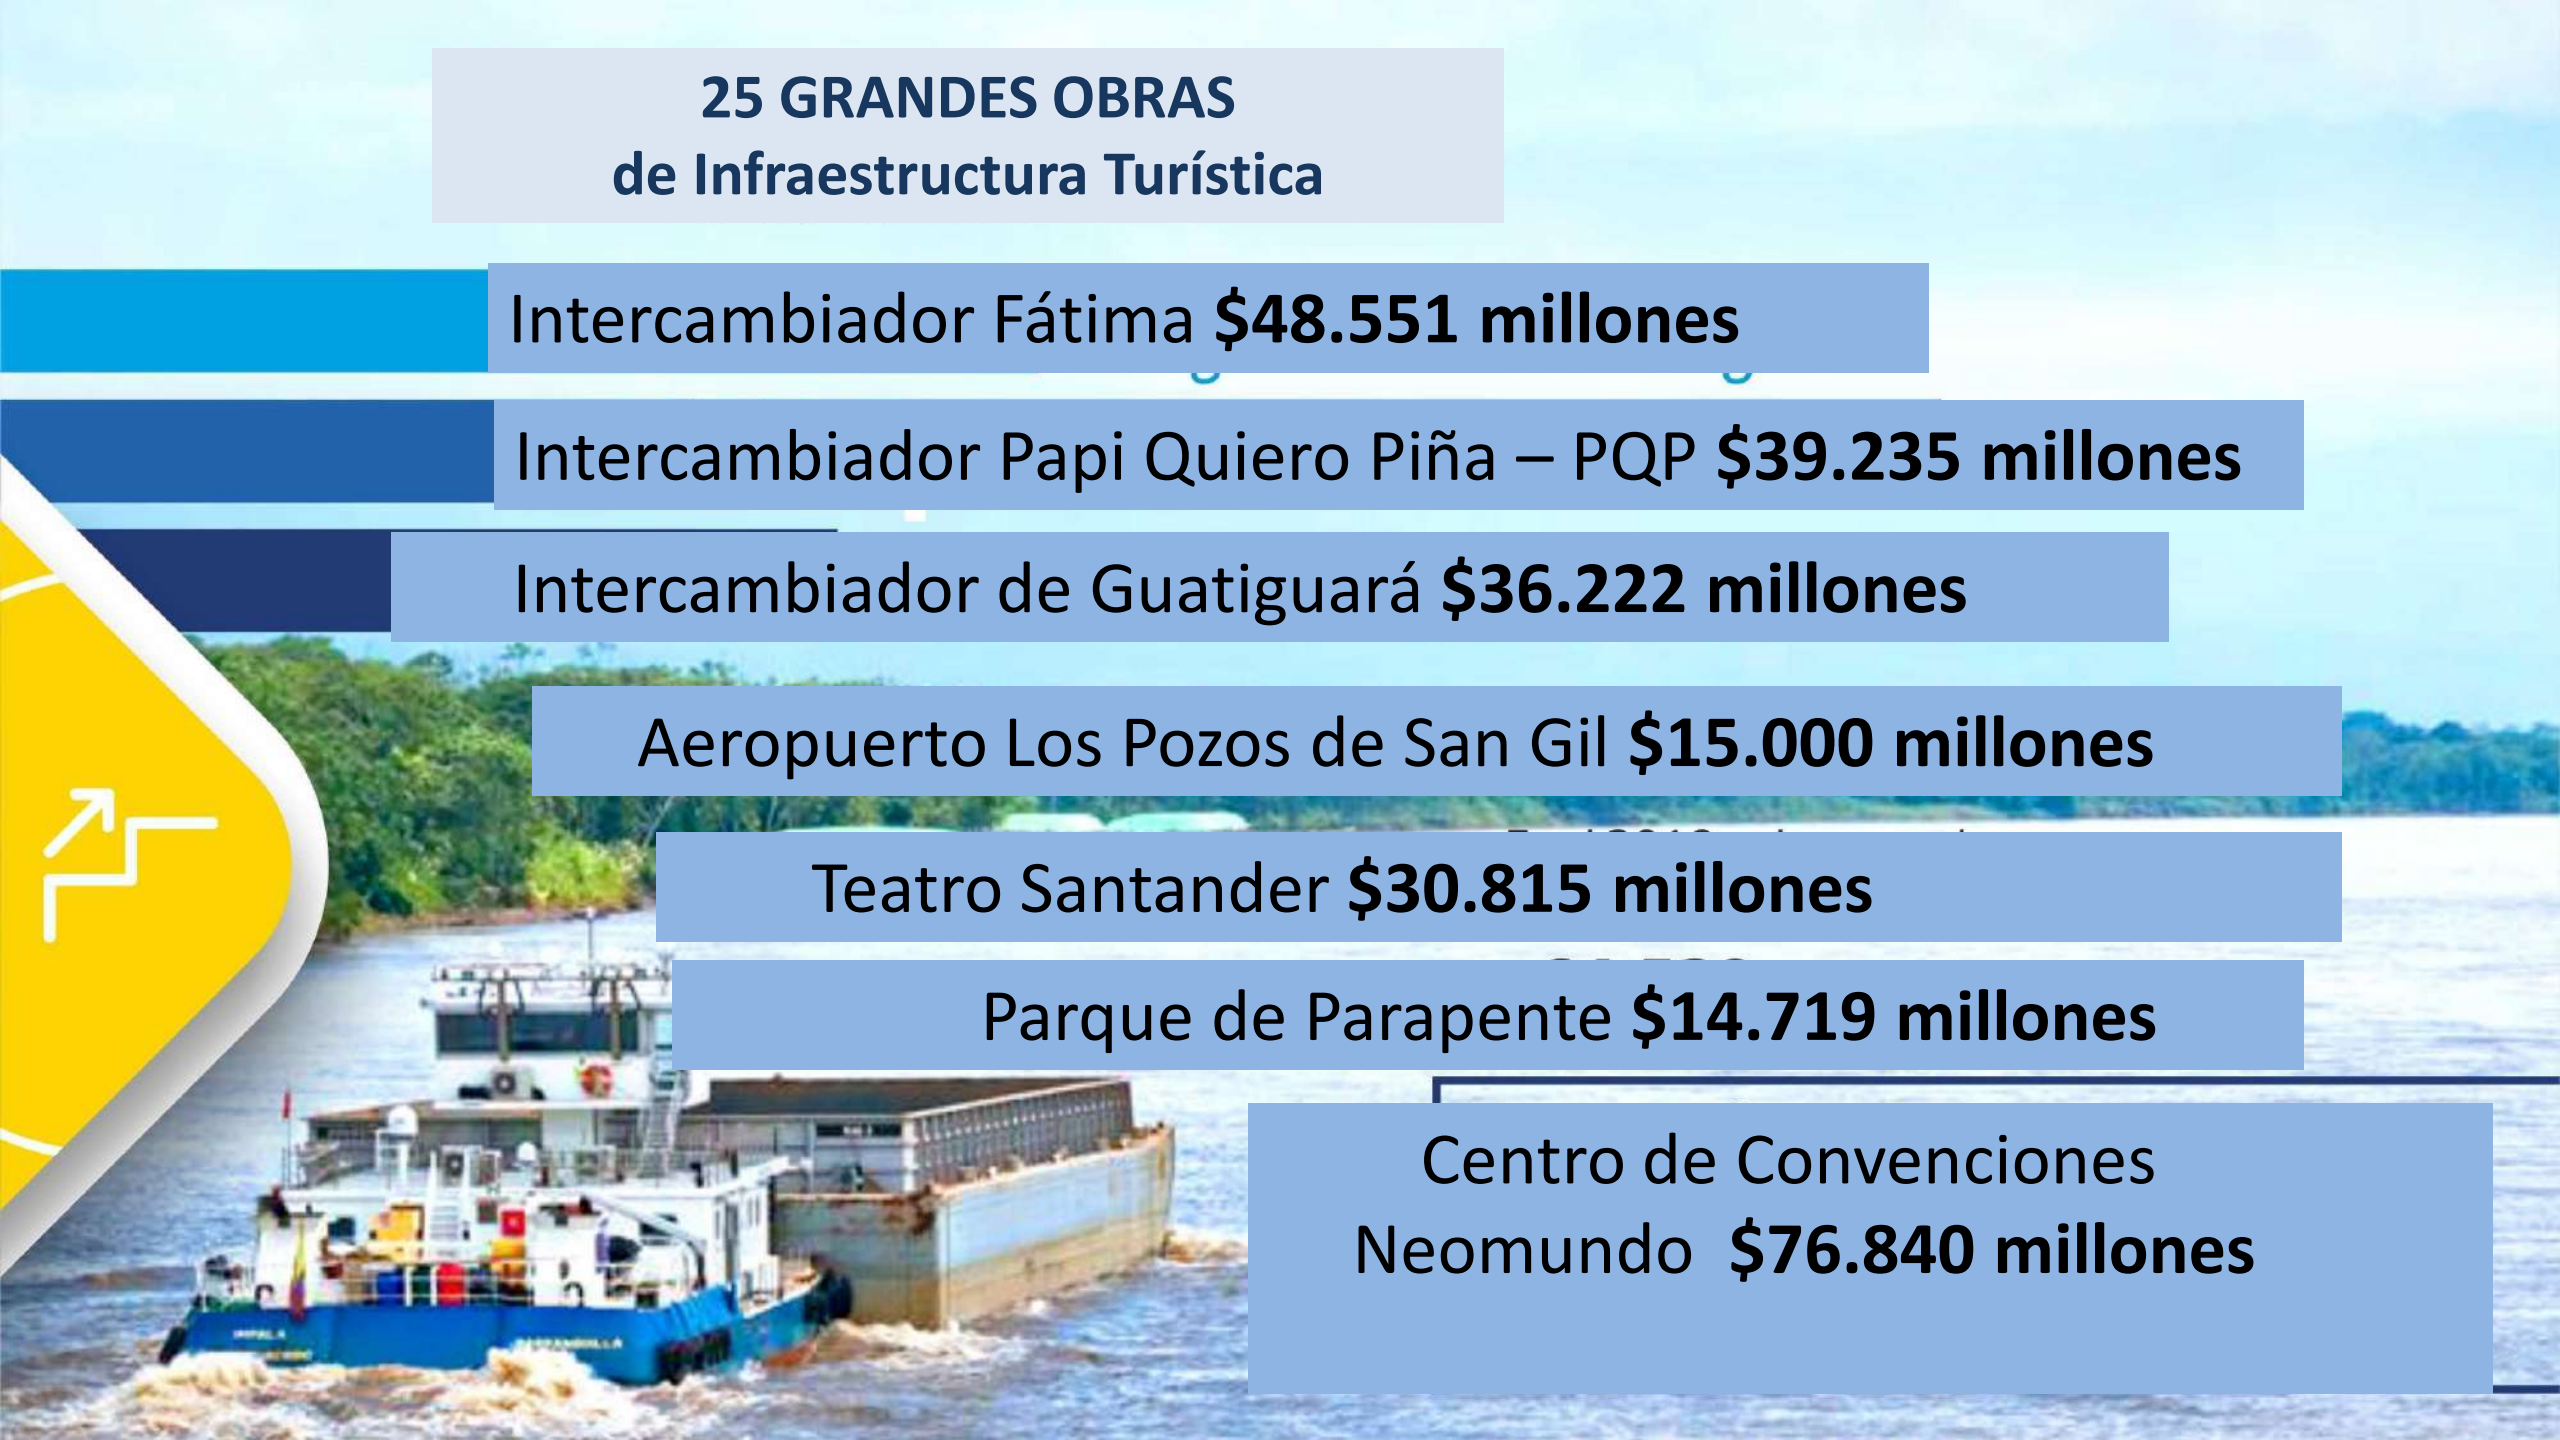 25 GRANDES OBRAS
de Infraestructura Turística
Intercambiador Fátima $48.551 millones
Intercambiador Papi Quiero Piña – PQP $39.235 millones
Intercambiador de Guatiguará $36.222 millones
Aeropuerto Los Pozos de San Gil $15.000 millones
Teatro Santander $30.815 millones
Parque de Parapente $14.719 millones
Centro de Convenciones
Neomundo $76.840 millones
IMPALA